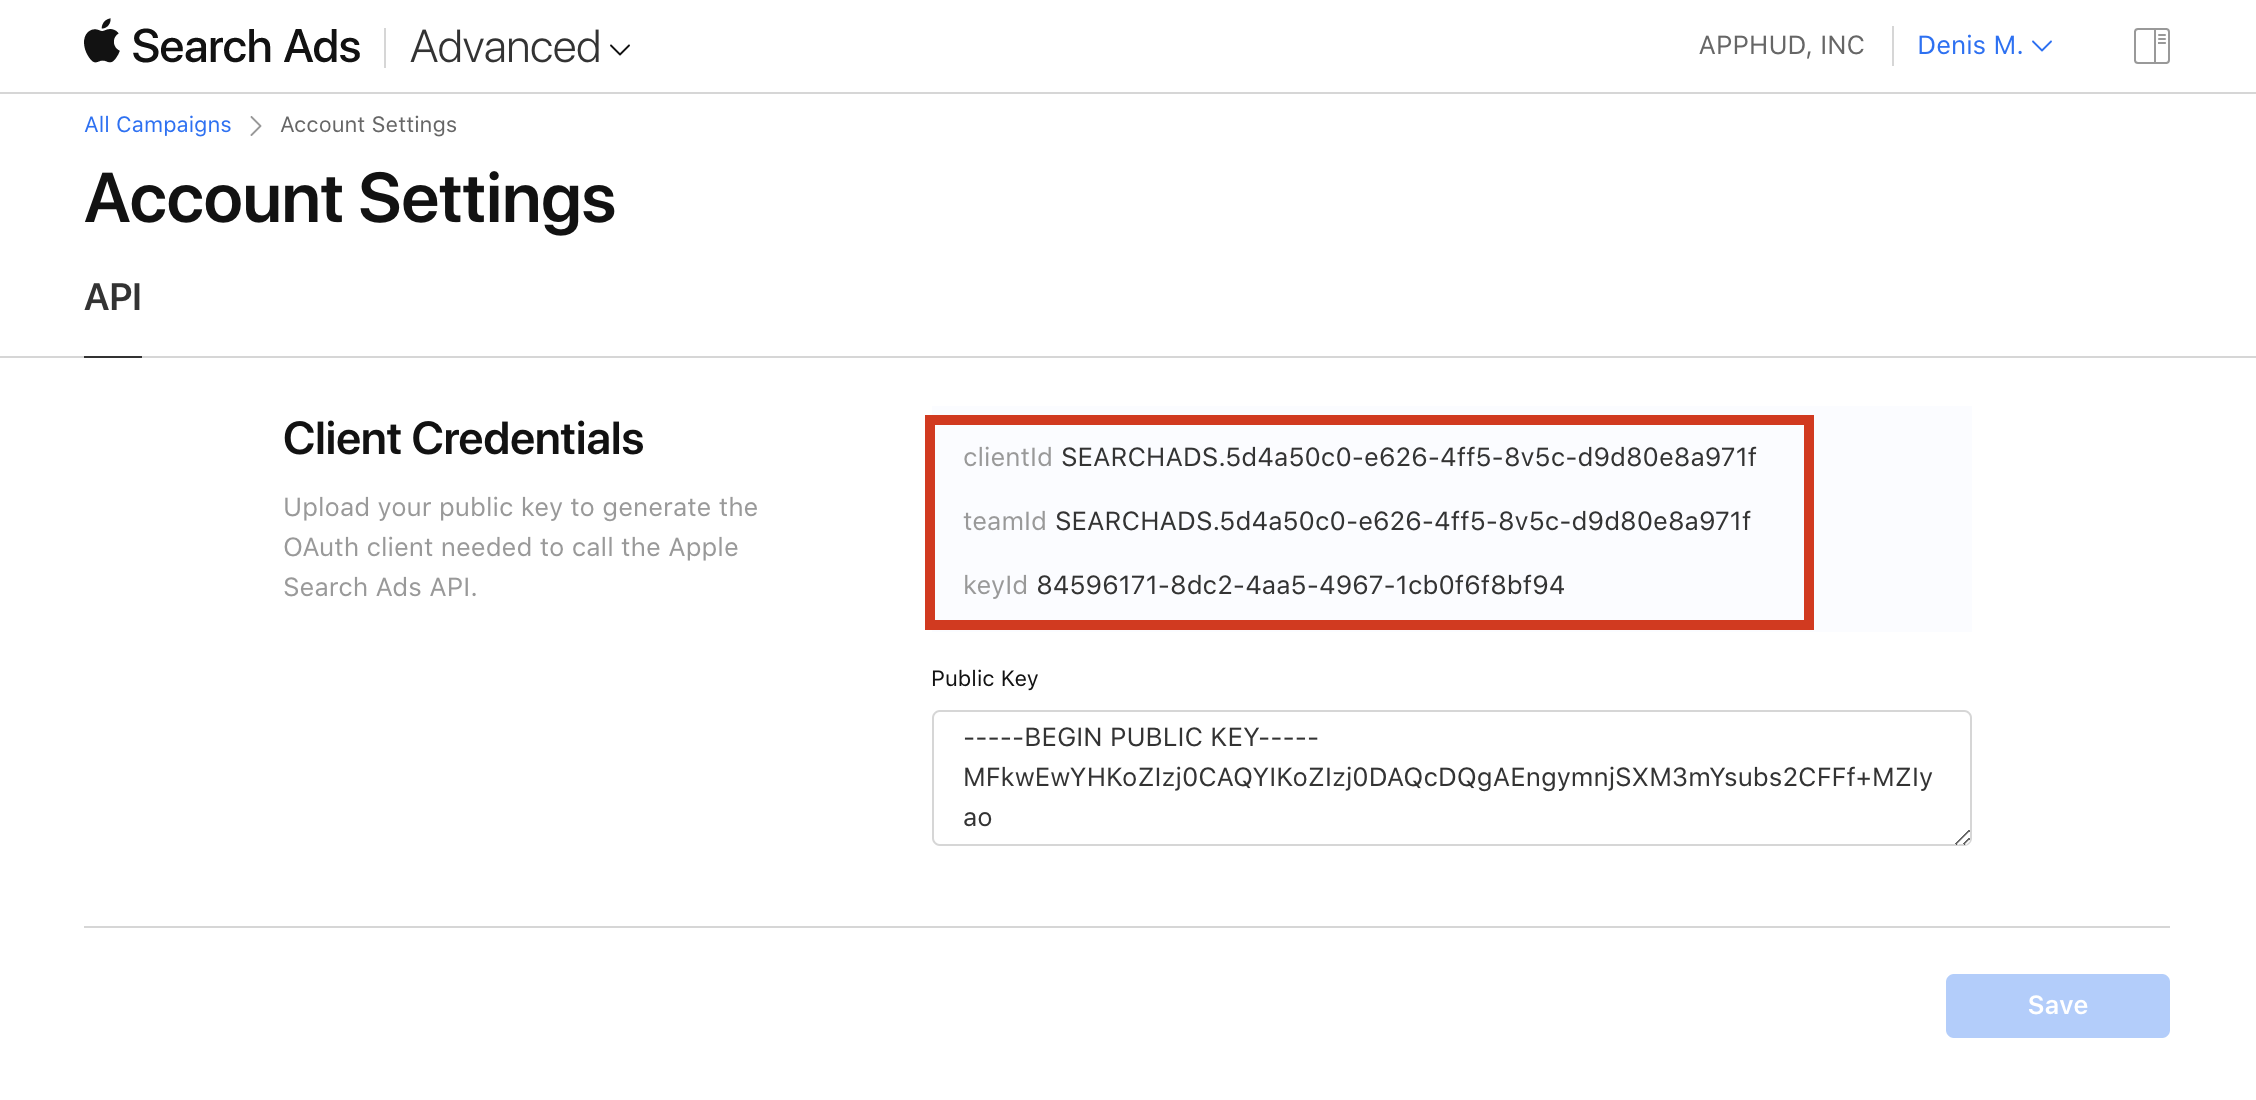 Search Ads Advanced APPHUD, INC Denis M.
All Campaigns Account Settings
Account Settings
API
Client Credentials
Upload your public key to generate the
OAuth client needed to call the Apple
Search Ads API.
clientId SEARCHADS.5d4a50c0-e626-4ff5-8v5c-d9d80e8a971f
teamId SEARCHADS.5d4a50c0-e626-4ff5-8v5c-d9d80e8a971f
keyId 84596171-8dc2-4aa5-4967-1cb0f6f8bf94
Public Key
-----BEGIN PUBLIC KEY-----
MFkwEwYHKoZIzj0CAQYIKoZIzj0DAQcDQgAEngymnjSXM3mYsubs2CFFf+MZIy
ao
Save